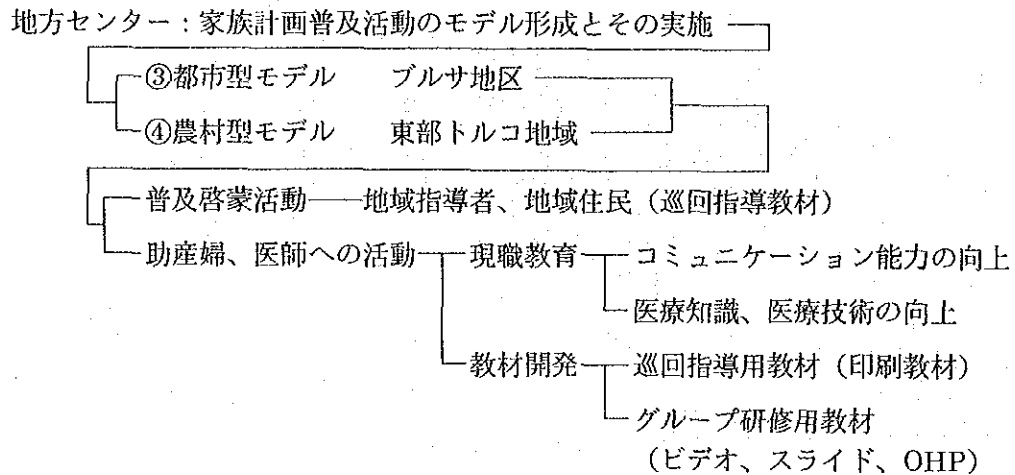 地方センター：家族計画普及活動のモデル形成とその実施
③都市型モデル　ブルサ地区
④農村型モデル　東部トルコ地域
普及啓蒙活動――地域指導者、地域住民（巡回指導教材）
助産婦、医師への活動　現職教育　コミュニケーション能力の向上
医療知識、医療技術の向上
教材開発　巡回指導用教材（印刷教材）
グループ研修用教材
（ビデオ、スライド、OHP）